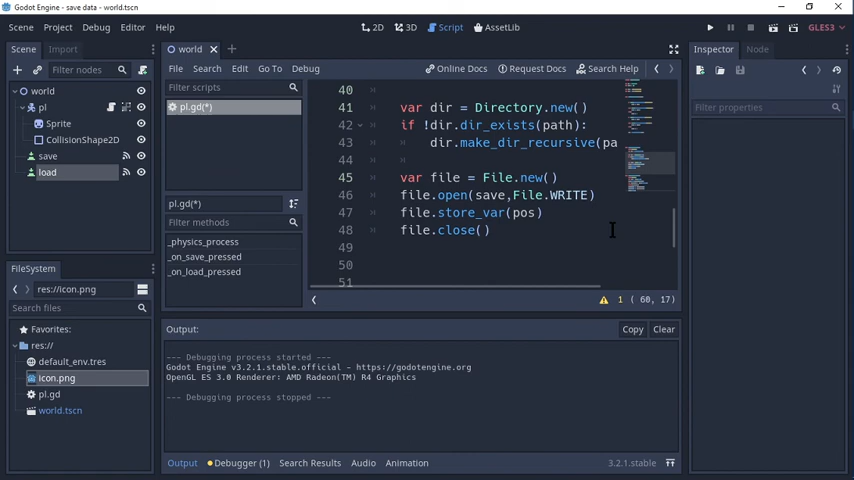 Godot Engine - save data - world.tscn
Scene Project Debug Editor Help
2D 3D Script AssetLib
GLES3
Scene Import
Filter nodes
world
pl
Sprite
CollisionShape2D
save
load
FileSystem
res://icon.png
Search files
Favorites:
res://
default_env.tres
icon.png
pl.gd
world.tscn
world
File Search Edit Go To Debug
Online Docs Request Docs Search Help
Filter scripts
pl.gd(*)
pl.gd(*)
Filter methods
_physics_process
_on_save_pressed
_on_load_pressed
40
41 var dir = Directory.new()
42 if !dir.dir_exists(path):
43 dir.make_dir_recursive(pa
44
45 var file = File.new()
46 file.open(save,File.WRITE)
47 file.store_var(pos)
48 file.close()
49
50
51
1 ( 60, 17)
Output:
Copy Clear
--- Debugging process started ---
Godot Engine v3.2.1.stable.official - https://godotengine.org
OpenGL ES 3.0 Renderer: AMD Radeon(TM) R4 Graphics
--- Debugging process stopped ---
Output Debugger (1) Search Results Audio Animation
3.2.1.stable
Inspector Node
Filter properties